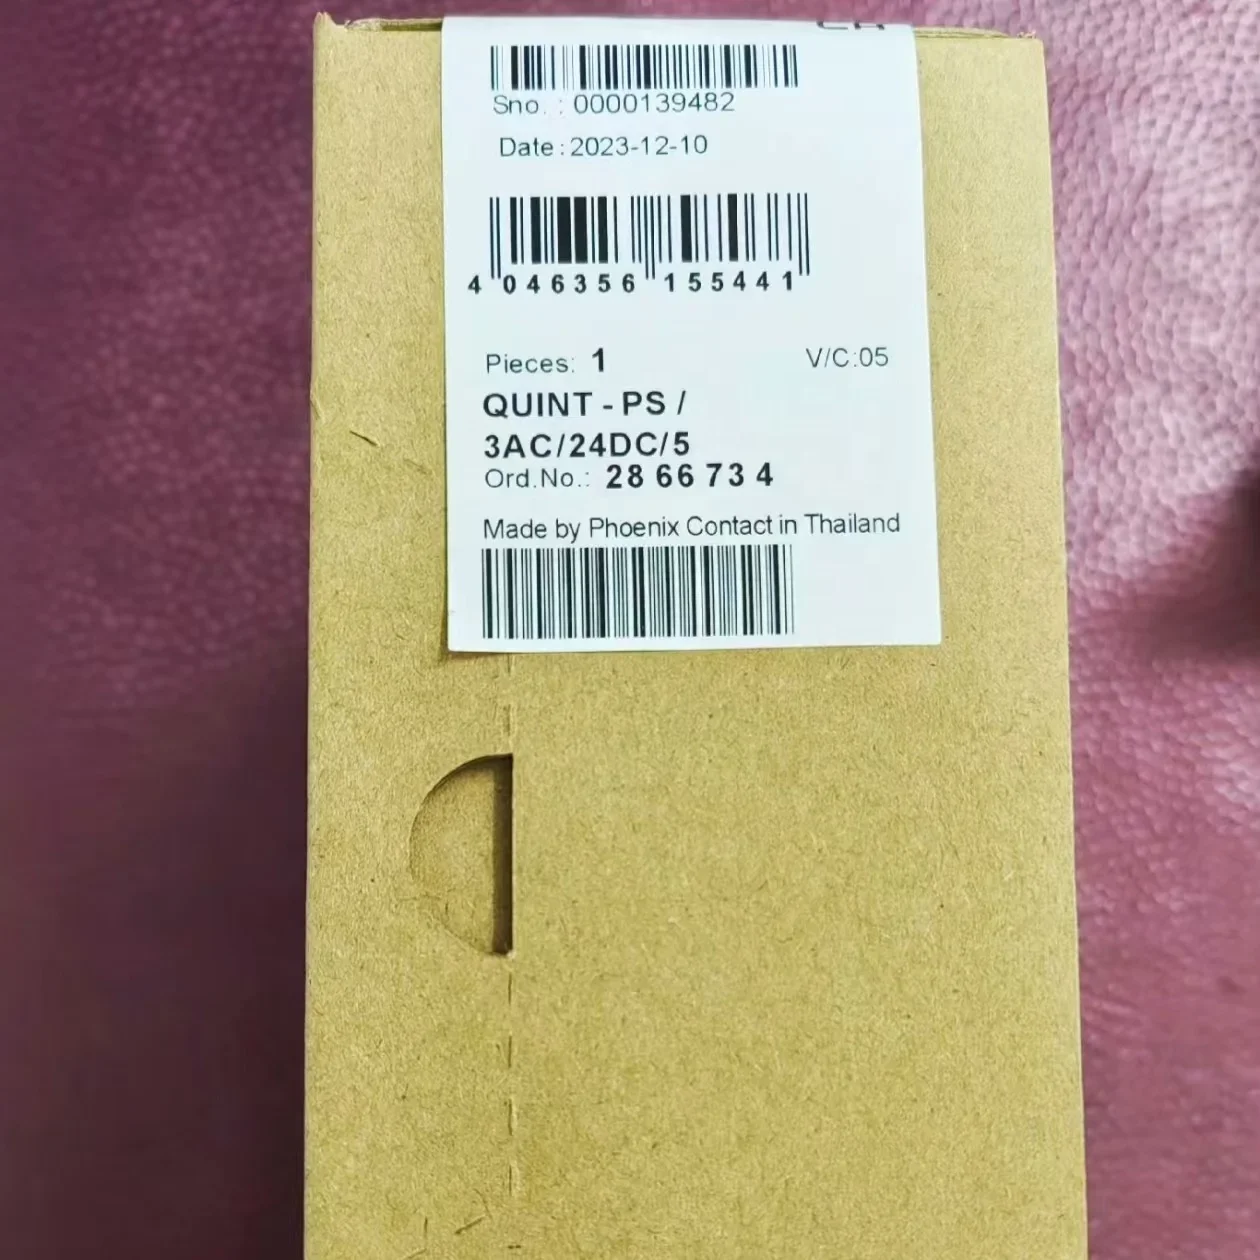 Sno. : 0000139482
Date : 2023-12-10
4 046356 155441
Pieces: 1 V/C:05
QUINT - PS /
3AC/24DC/5
Ord.No.: 28 66 73 4
Made by Phoenix Contact in Thailand